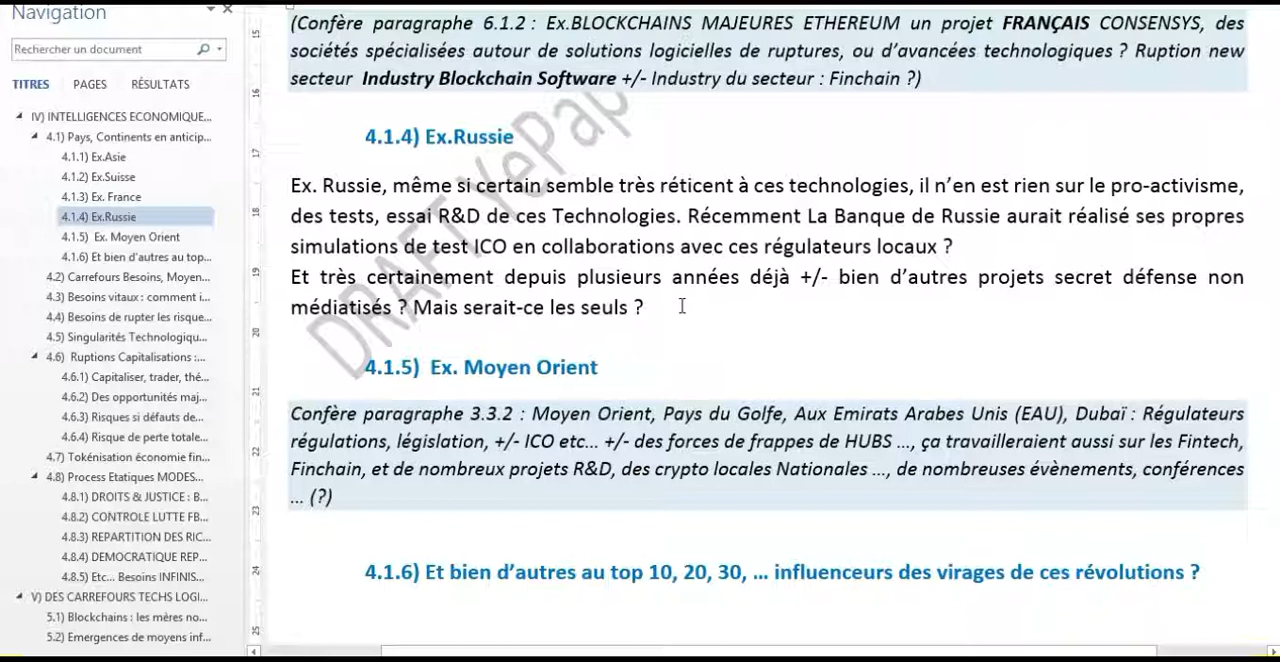 Navigation
Rechercher un document
TITRES PAGES RÉSULTATS
IV) INTELLIGENCES ECONOMIQUE...
4.1) Pays, Continents en anticip...
4.1.1) Ex.Asie
4.1.2) Ex.Suisse
4.1.3) Ex. France
4.1.4) Ex.Russie
4.1.5) Ex. Moyen Orient
4.1.6) Et bien d'autres au top...
4.2) Carrefours Besoins, Moyen...
4.3) Besoins vitaux : comment i...
4.4) Besoins de rupter les risque...
4.5) Singularités Technologiqu...
4.6) Ruptions Capitalisations :...
4.6.1) Capitaliser, trader, thé...
4.6.2) Des opportunités maj...
4.6.3) Risques si défauts de...
4.6.4) Risque de perte totale...
4.7) Tokénisation économie fin...
4.8) Process Etatiques MODES...
4.8.1) DROITS & JUSTICE : B...
4.8.2) CONTROLE LUTTE FB...
4.8.3) REPARTITION DES RIC...
4.8.4) DEMOCRATIQUE REP...
4.8.5) Etc... Besoins INFINIS...
V) DES CARREFOURS TECHS LOGI...
5.1) Blockchains : les mères no...
5.2) Emergences de moyens inf...
15
16
17
18
19
20
21
22
23
24
25
(Confère paragraphe 6.1.2 : Ex.BLOCKCHAINS MAJEURES ETHEREUM un projet FRANÇAIS CONSENSYS, des
sociétés spécialisées autour de solutions logicielles de ruptures, ou d'avancées technologiques ? Ruption new
secteur Industry Blockchain Software +/- Industry du secteur : Finchain ?)
4.1.4) Ex.Russie
Ex. Russie, même si certain semble très réticent à ces technologies, il n'en est rien sur le pro-activisme,
des tests, essai R&D de ces Technologies. Récemment La Banque de Russie aurait réalisé ses propres
simulations de test ICO en collaborations avec ces régulateurs locaux ?
Et très certainement depuis plusieurs années déjà +/- bien d'autres projets secret défense non
médiatisés ? Mais serait-ce les seuls ?
4.1.5) Ex. Moyen Orient
Confère paragraphe 3.3.2 : Moyen Orient, Pays du Golfe, Aux Emirats Arabes Unis (EAU), Dubaï : Régulateurs
régulations, législation, +/- ICO etc... +/- des forces de frappes de HUBS ..., ça travailleraient aussi sur les Fintech,
Finchain, et de nombreux projets R&D, des crypto locales Nationales ..., de nombreuses évènements, conférences
... (?)
4.1.6) Et bien d'autres au top 10, 20, 30, ... influenceurs des virages de ces révolutions ?
DRAFT YePap